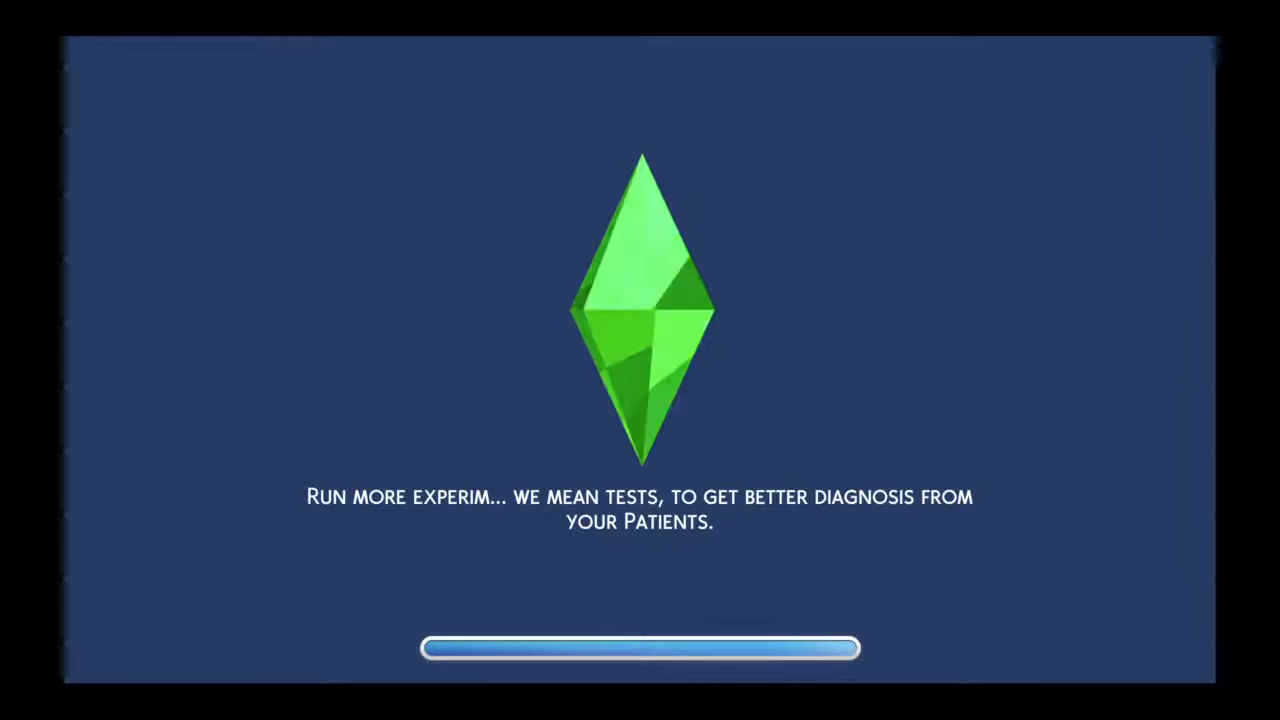 Run more experim... we mean tests, to get better diagnosis from
your Patients.